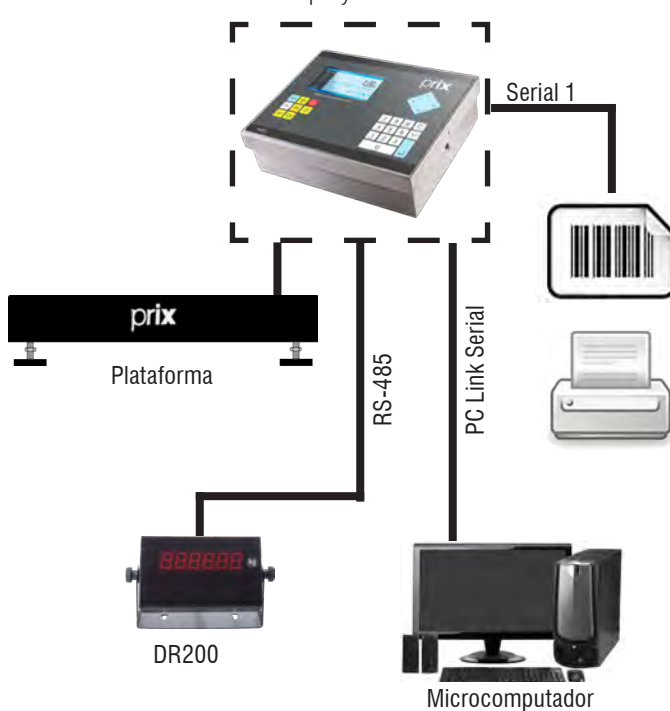 prix
Serial 1
prix
Plataforma
RS-485
PC Link Serial
DR200
Microcomputador